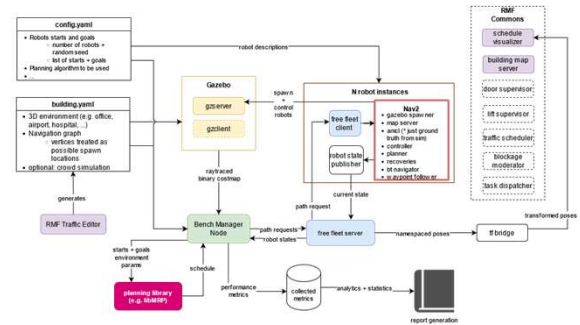 config.yaml
• Robots starts and goals
○ number of robots +
random seed
○ list of starts + goals
• Planning algorithm to be used
• ...
building.yaml
• 3D environment (e.g. office,
airport, hospital, ...)
• Navigation graph
○ vertices treated as
possible spawn
locations
• optional: crowd simulation
generates
RMF Traffic Editor
robot descriptions
Gazebo
gzserver
gzclient
spawn
+
control
robots
raytraced
binary costmap
N robot instances
free fleet
client
robot state
publisher
Nav2
• gazebo spawner
• map server
• amcl (* just ground
truth from sim)
• controller
• planner
• recoveries
• bt navigator
• waypoint follower
path request
current state
RMF
Commons
schedule
visualizer
building map
server
door supervisor
lift supervisor
traffic scheduler
blockage
moderator
task dispatcher
transformed poses
Bench Manager
Node
path requests
robot states
free fleet server
namespaced poses
tf bridge
starts + goals
environment
params
schedule
planning library
(e.g. libMRP)
performance
metrics
collected
metrics
analytics + statistics
report generation